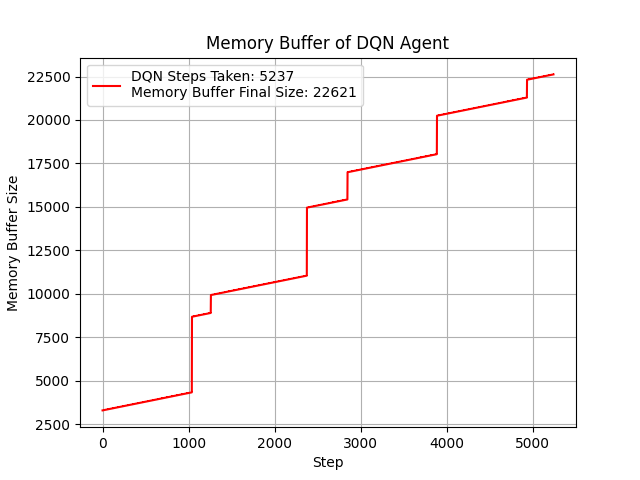 Memory Buffer of DQN Agent
DQN Steps Taken: 5237
Memory Buffer Final Size: 22621
22500
20000
17500
15000
12500
10000
7500
5000
2500
Memory Buffer Size
0 1000 2000 3000 4000 5000
Step